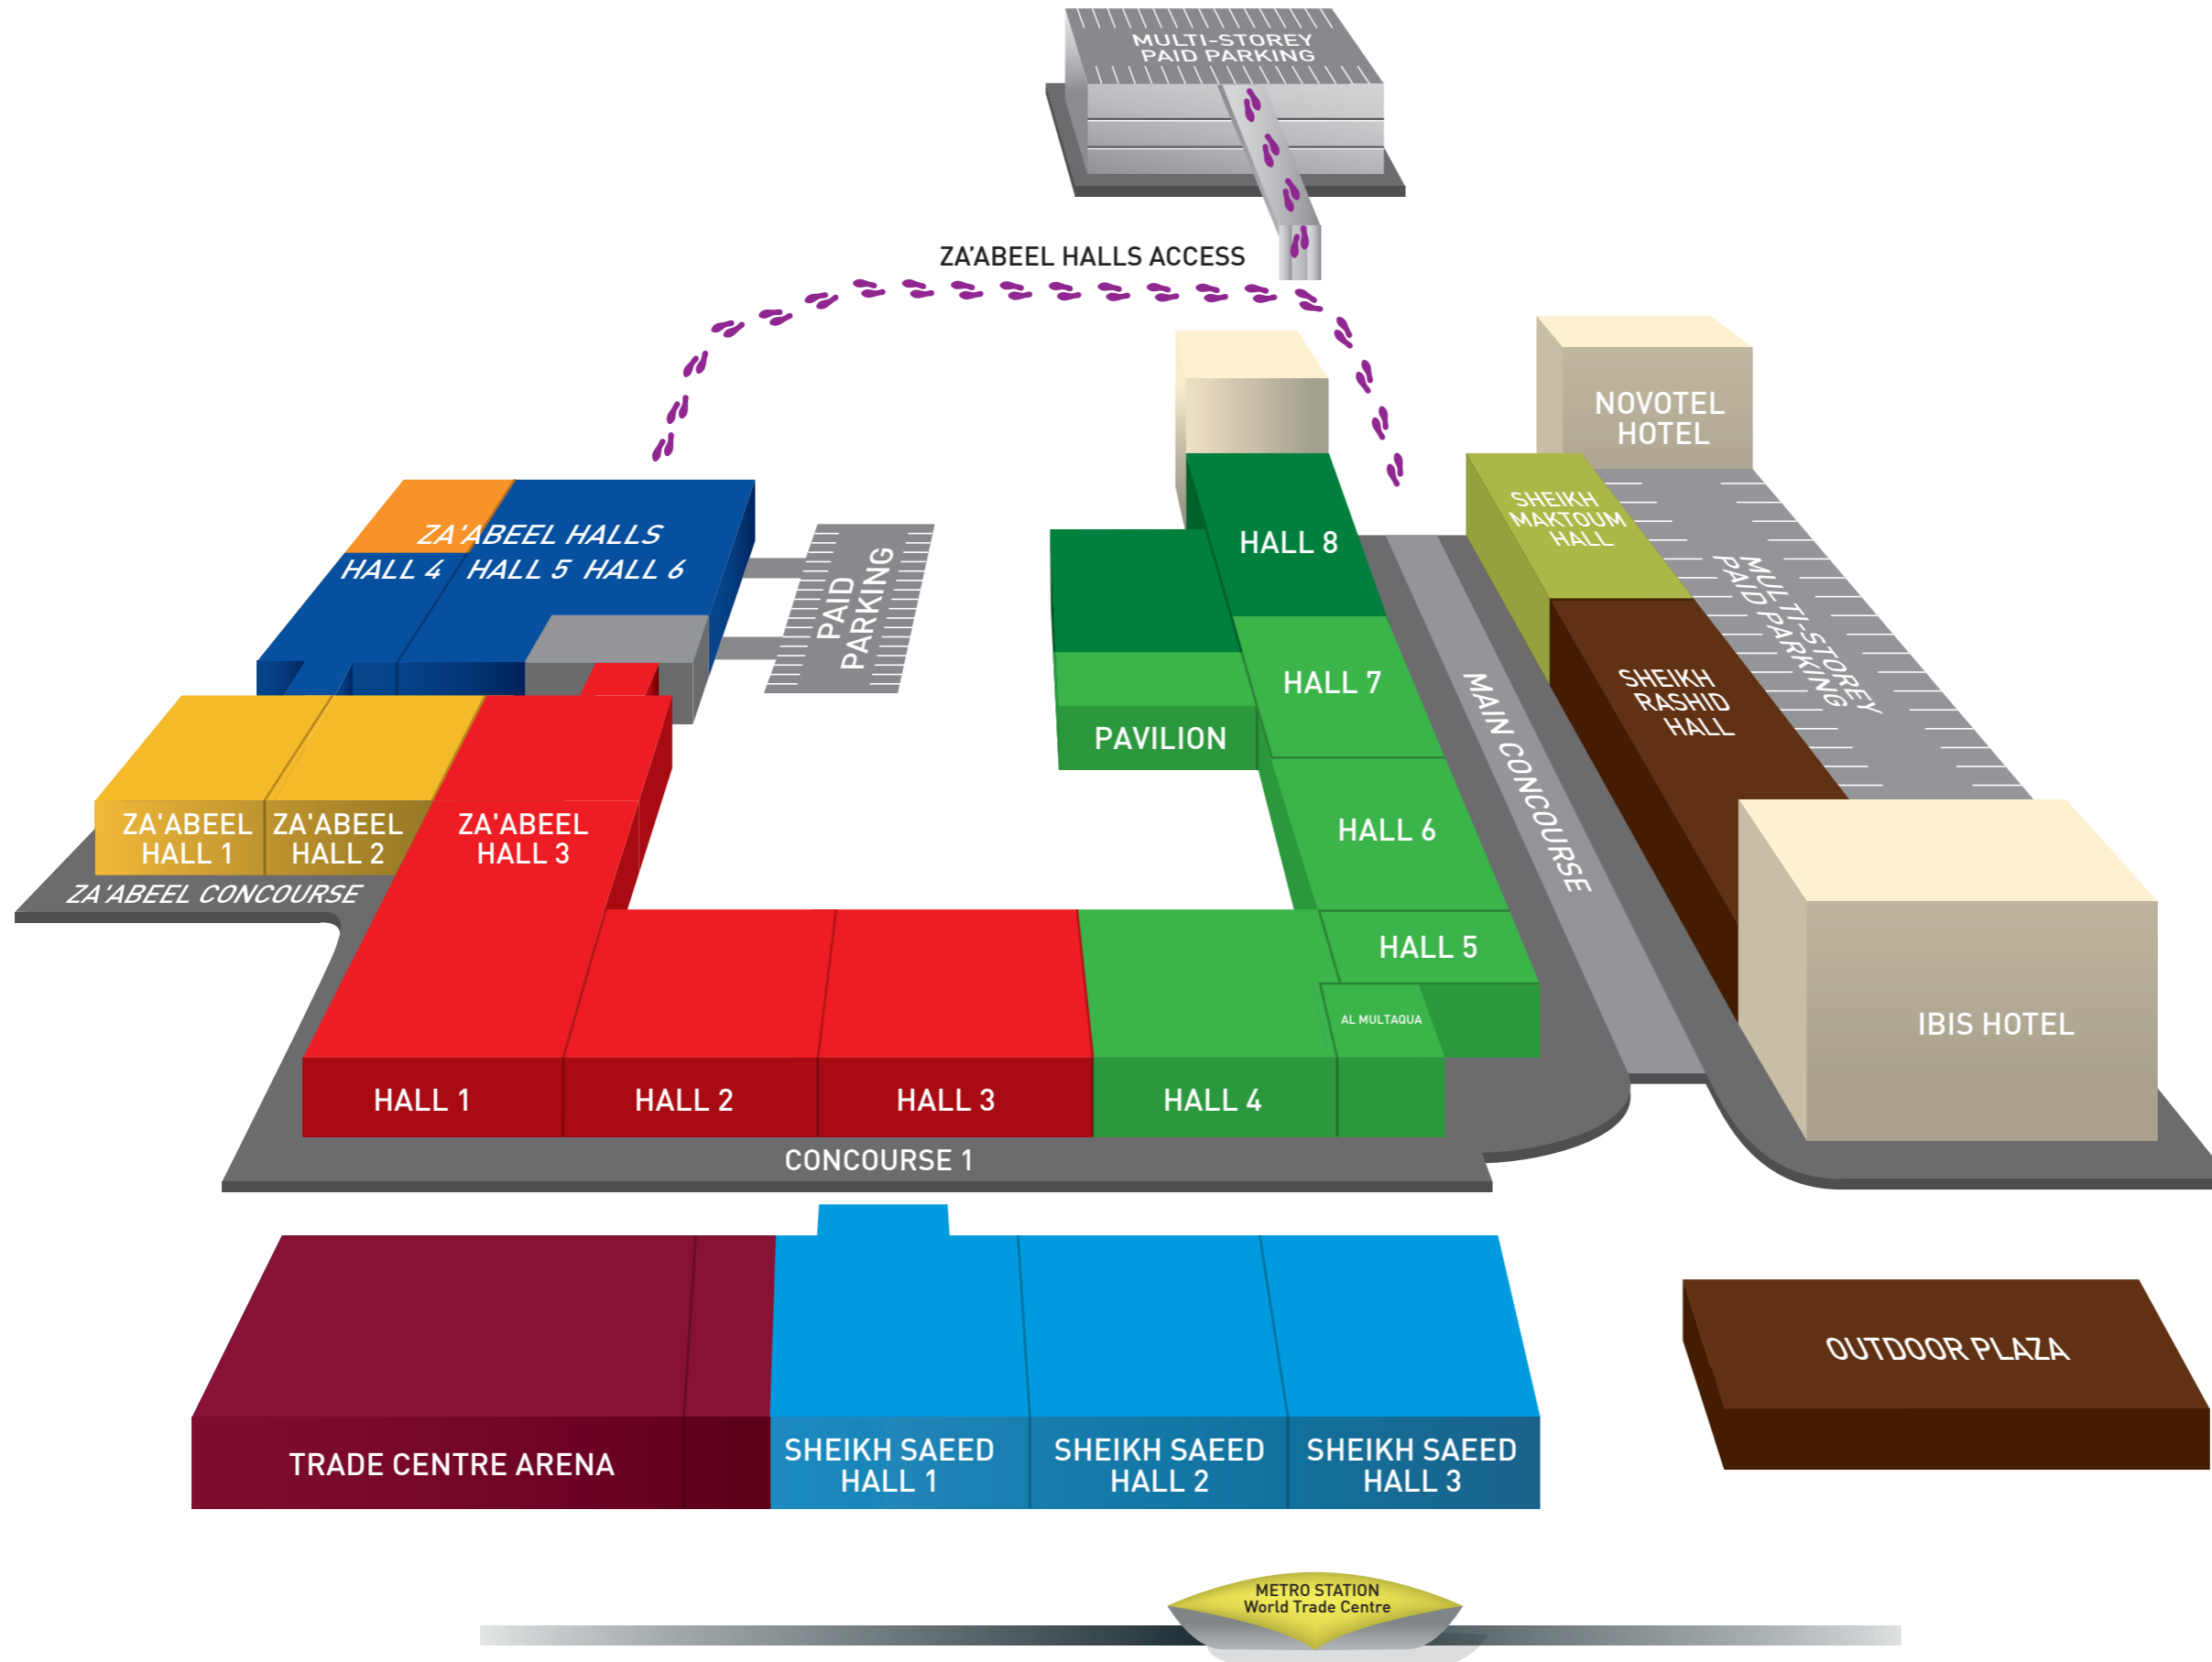 MULTI-STOREY
PAID PARKING
ZA’ABEEL HALLS ACCESS
NOVOTEL
HOTEL
ZA'ABEEL HALLS
HALL 4 HALL 5 HALL 6
PAID
PARKING
HALL 8
SHEIKH
MAKTOUM
HALL
MULTI-STOREY
PAID PARKING
HALL 7
SHEIKH
RASHID
HALL
MAIN CONCOURSE
PAVILION
ZA'ABEEL
HALL 1
ZA'ABEEL
HALL 2
ZA'ABEEL
HALL 3
HALL 6
ZA'ABEEL CONCOURSE
HALL 5
AL MULTAQUA
IBIS HOTEL
HALL 1
HALL 2
HALL 3
HALL 4
CONCOURSE 1
OUTDOOR PLAZA
TRADE CENTRE ARENA
SHEIKH SAEED
HALL 1
SHEIKH SAEED
HALL 2
SHEIKH SAEED
HALL 3
METRO STATION
World Trade Centre